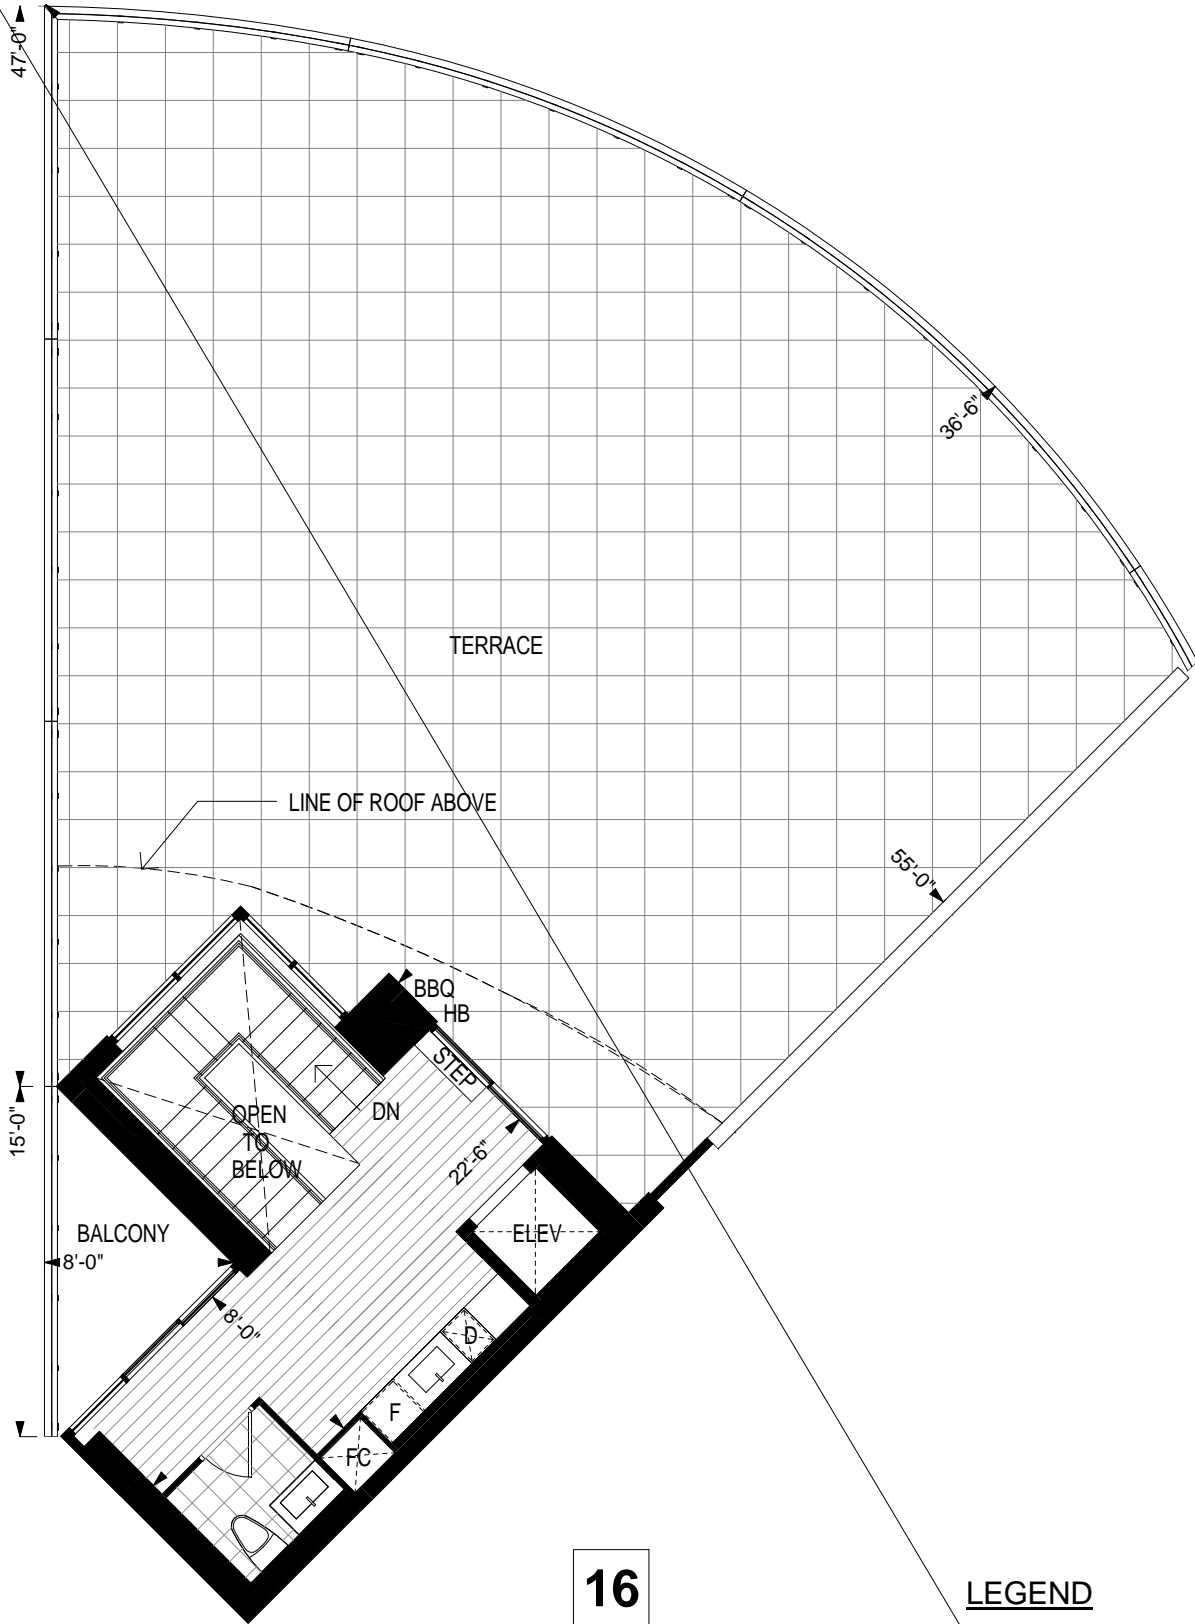 47'-0"
36'-6"
TERRACE
LINE OF ROOF ABOVE
55'-0"
BBQ
HB
STEP
OPEN
TO
BELOW
DN
15'-0"
22'-6"
BALCONY
8'-0"
ELEV
8'-0"
D
F
FC
16
LEGEND